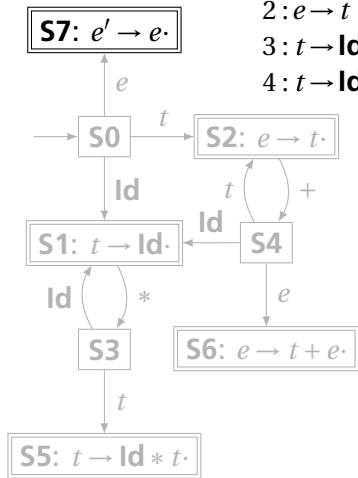 S7: e′ → e·
2 : e → t
3 : t → Id
4 : t → Id
e
S0
t
S2: e → t·
Id
t
+
S1: t → Id·
Id
S4
Id
*
e
S3
S6: e → t + e·
t
S5: t → Id * t·